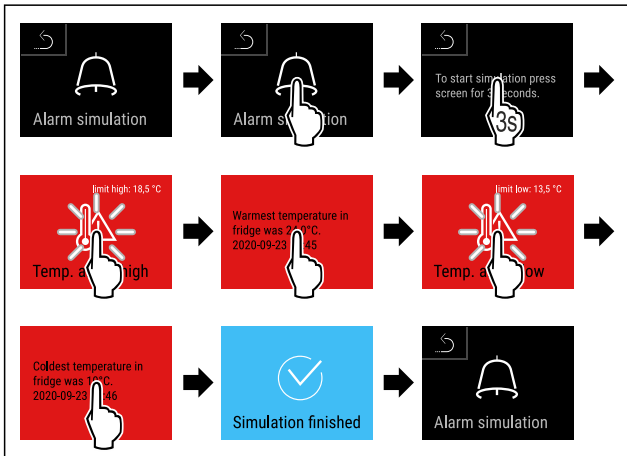 Alarm simulation
Alarm simulation
To start simulation press
screen for 3 seconds.
3s
limit high: 18,5 °C
Temp. high
Warmest temperature in
fridge was °C.
2020-09-23 45
limit low: 13,5 °C
Temp.
Coldest temperature in
fridge was °C.
2020-09-23 46
Simulation finished
Alarm simulation